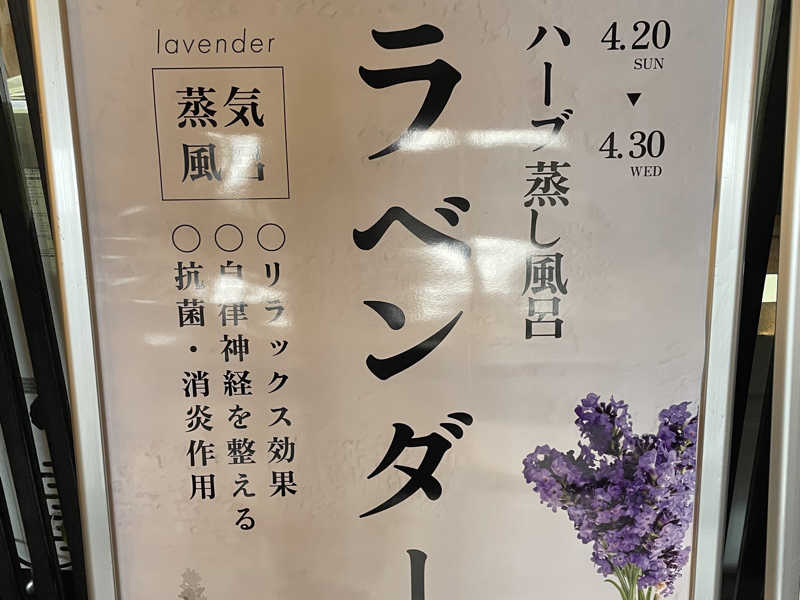 4.20
SUN
▼
4.30
WED
ハーブ蒸し風呂
ラベンダー
lavender
蒸気
風呂
○リラックス効果
○自律神経を整える
○抗菌・消炎作用